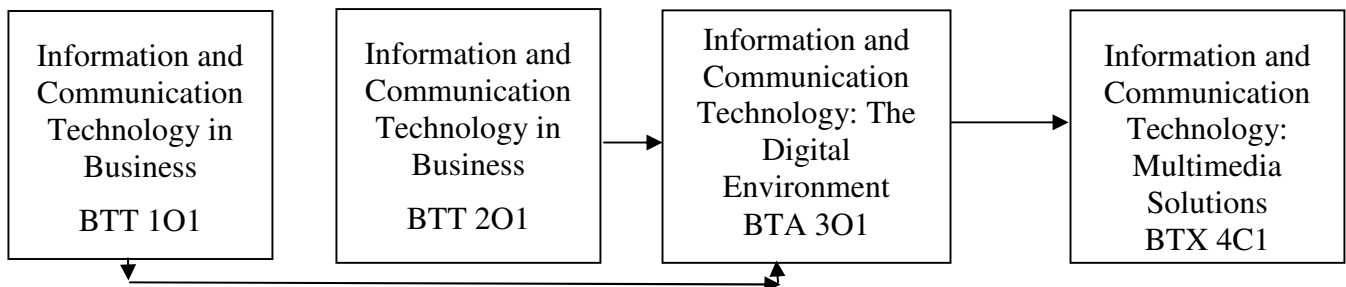 Information and
Communication
Technology in
Business
BTT 1O1
Information and
Communication
Technology in
Business
BTT 2O1
Information and
Communication
Technology: The
Digital
Environment
BTA 3O1
Information and
Communication
Technology:
Multimedia
Solutions
BTX 4C1